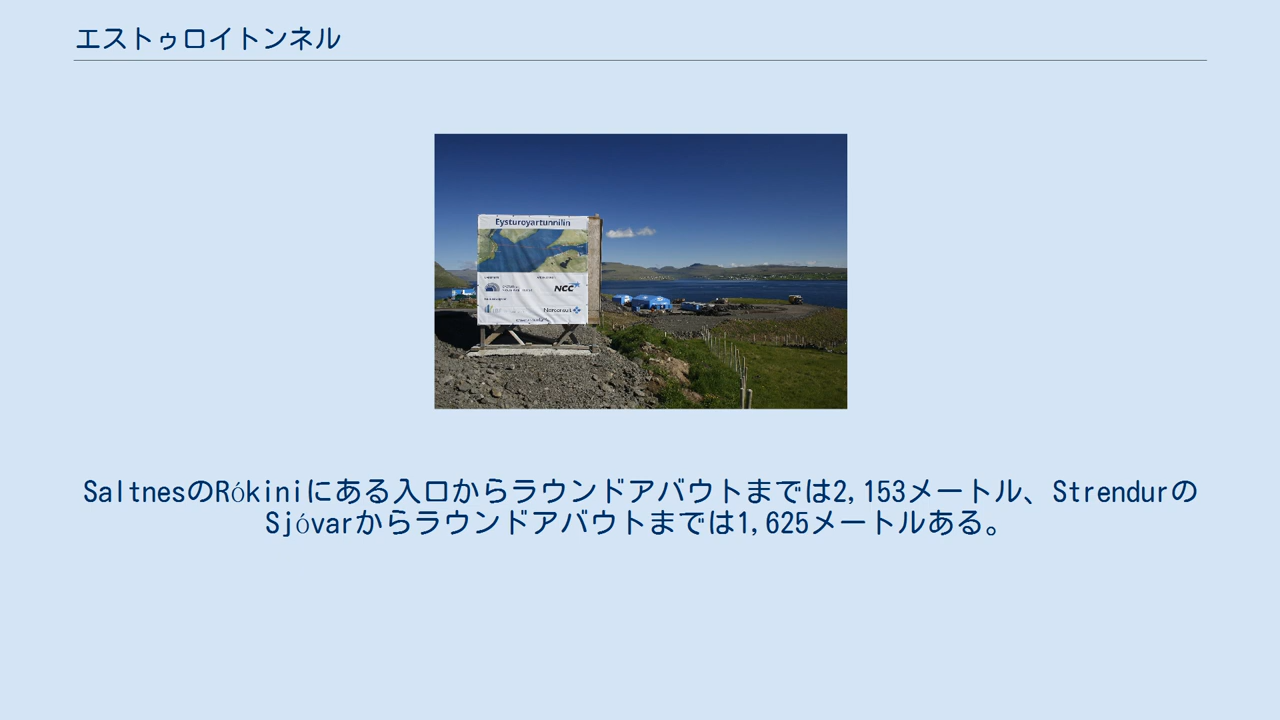 エストゥロイトンネル
Eysturoyartunnilin
NCC
Norconsult
SaltnesのRókiniにある入口からラウンドアバウトまでは2,153メートル、Strendurの
Sjóvarからラウンドアバウトまでは1,625メートルある。